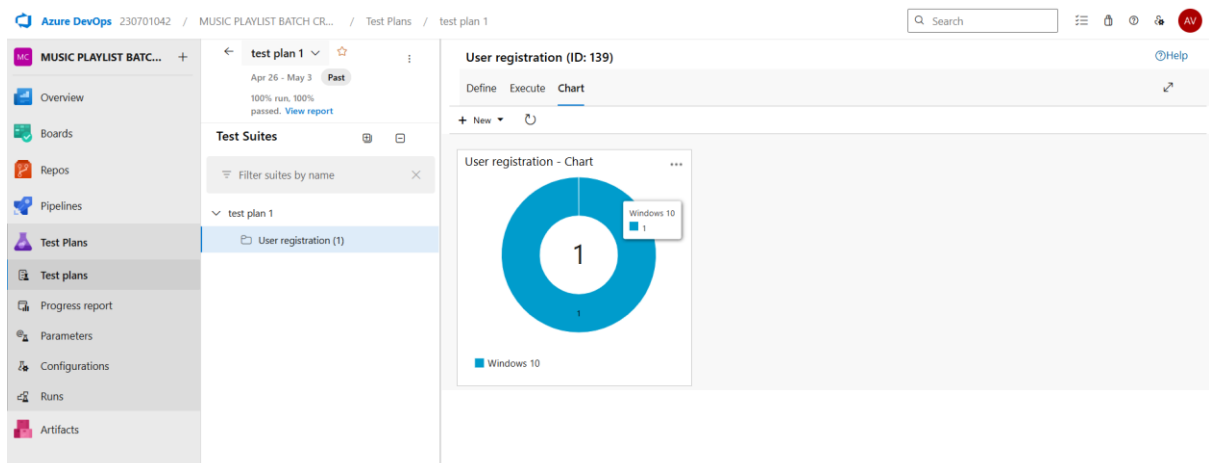 Azure DevOps 230701042 / MUSIC PLAYLIST BATCH CR... / Test Plans / test plan 1
Search
AV
MC MUSIC PLAYLIST BATC... +
Overview
Boards
Repos
Pipelines
Test Plans
Test plans
Progress report
Parameters
Configurations
Runs
Artifacts
test plan 1
Apr 26 - May 3 Past
100% run, 100%
passed. View report
Test Suites
Filter suites by name
test plan 1
User registration (1)
User registration (ID: 139)
Help
Define Execute Chart
+ New
User registration - Chart
Windows 10
1
1
1
Windows 10